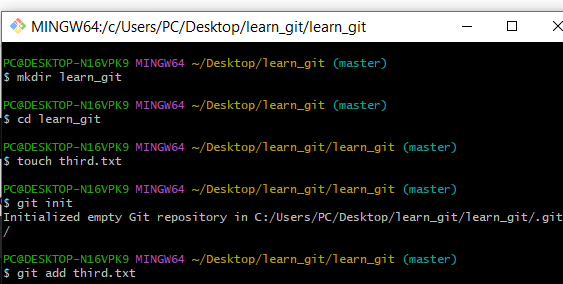 MINGW64:/c/Users/PC/Desktop/learn_git/learn_git
PC@DESKTOP-N16VPK9 MINGW64 ~/Desktop/learn_git (master)
$ mkdir learn_git
PC@DESKTOP-N16VPK9 MINGW64 ~/Desktop/learn_git (master)
$ cd learn_git
PC@DESKTOP-N16VPK9 MINGW64 ~/Desktop/learn_git/learn_git (master)
$ touch third.txt
PC@DESKTOP-N16VPK9 MINGW64 ~/Desktop/learn_git/learn_git (master)
$ git init
Initialized empty Git repository in C:/Users/PC/Desktop/learn_git/learn_git/.git
/
PC@DESKTOP-N16VPK9 MINGW64 ~/Desktop/learn_git/learn_git (master)
$ git add third.txt